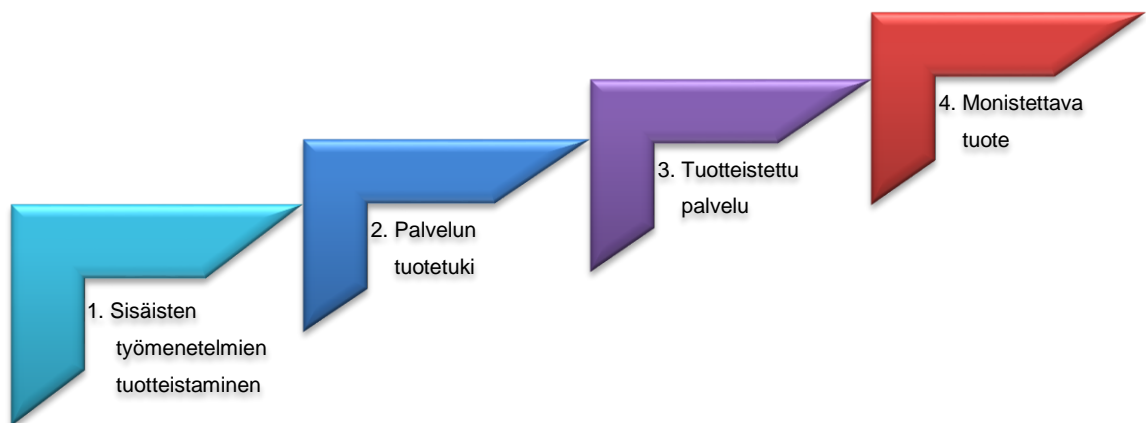 1. Sisäisten
työmenetelmien
tuotteistaminen
2. Palvelun
tuotetuki
3. Tuotteistettu
palvelu
4. Monistettava
tuote